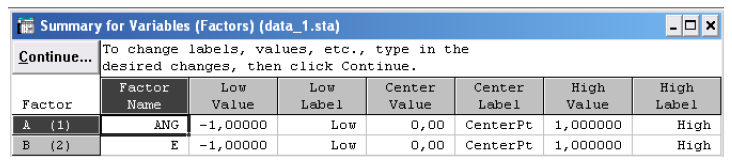 Summary for Variables (Factors) (data_1.sta)
Continue... To change labels, values, etc., type in the
desired changes, then click Continue.
Factor Low Low Center Center High High
Factor Name Value Label Value Label Value Label
A (1) ANG -1,00000 Low 0,00 CenterPt 1,000000 High
B (2) E -1,00000 Low 0,00 CenterPt 1,000000 High